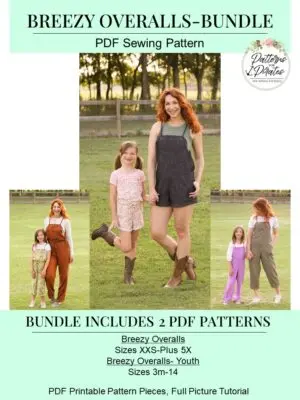 BREEZY OVERALLS-BUNDLE
PDF Sewing Pattern
Patterns
for
Pirates
BUNDLE INCLUDES 2 PDF PATTERNS
Breezy Overalls
Sizes XXS-Plus 5X
Breezy Overalls- Youth
Sizes 3m-14
PDF Printable Pattern Pieces, Full Picture Tutorial